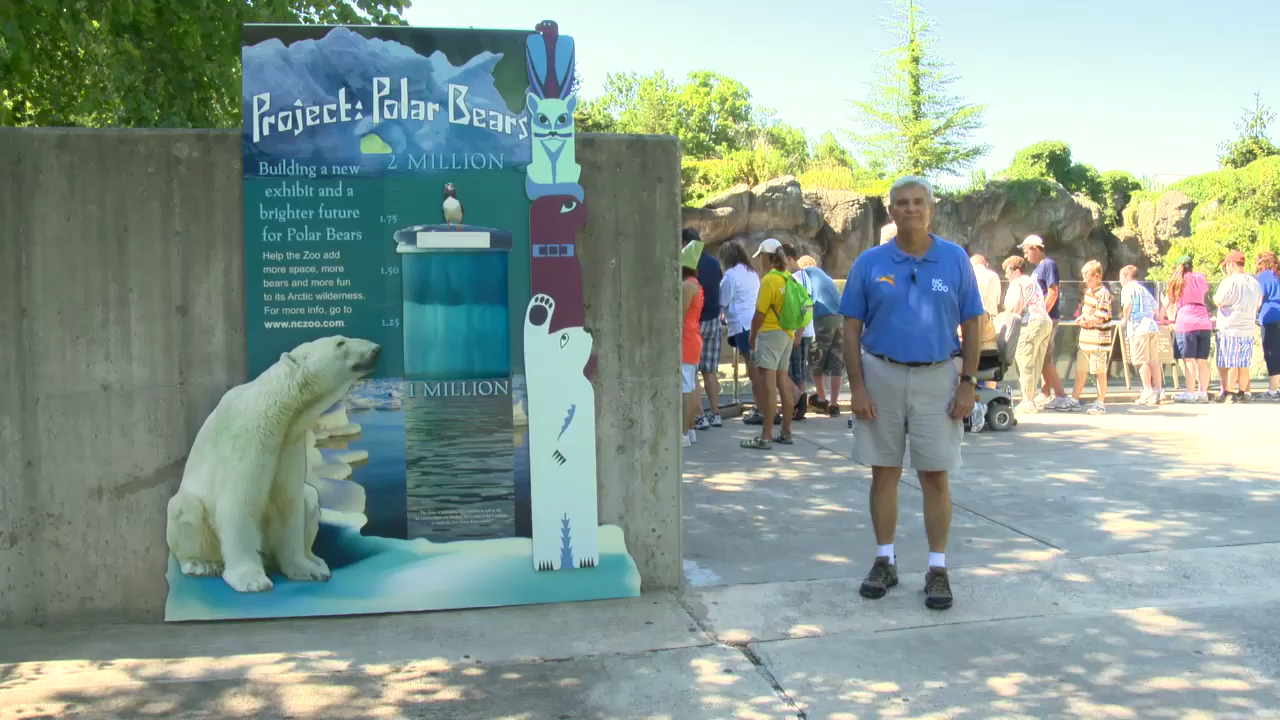 Project: Polar Bears
2 MILLION
Building a new
exhibit and a
brighter future
for Polar Bears
Help the Zoo add
more space, more
bears and more fun
to its Arctic wilderness.
For more info, go to
www.nczoo.com
1.75
1.50
1.25
1 MILLION
NC
ZOO